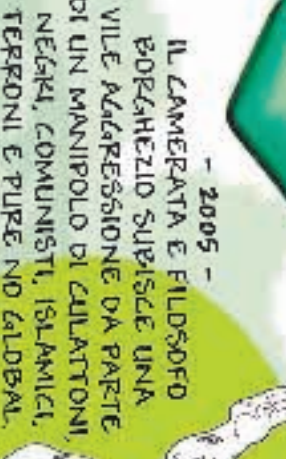 - 2005 -
IL CAMERATA E FILOSOFO
BORGHEZIO SUBISCE UNA
VILE AGGRESSIONE DA PARTE
DI UN MANIPOLO DI CULATTONI,
NEGRI, COMUNISTI, ISLAMICI,
TERRONI E PURE NO GLOBAL.